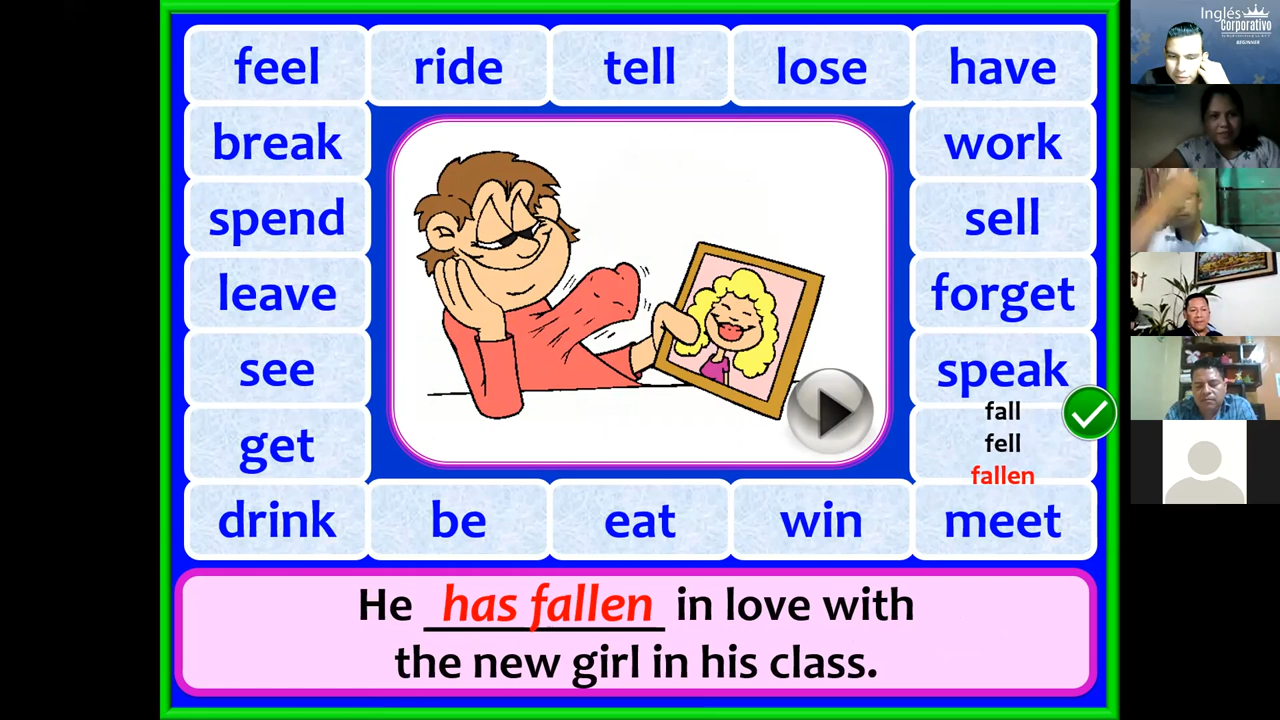 feel
ride
tell
lose
have
break
work
spend
sell
leave
forget
see
speak
get
fall
fell
fallen
drink
be
eat
win
meet
He has fallen in love with
the new girl in his class.
Inglés
Corporativo
BEGINNER